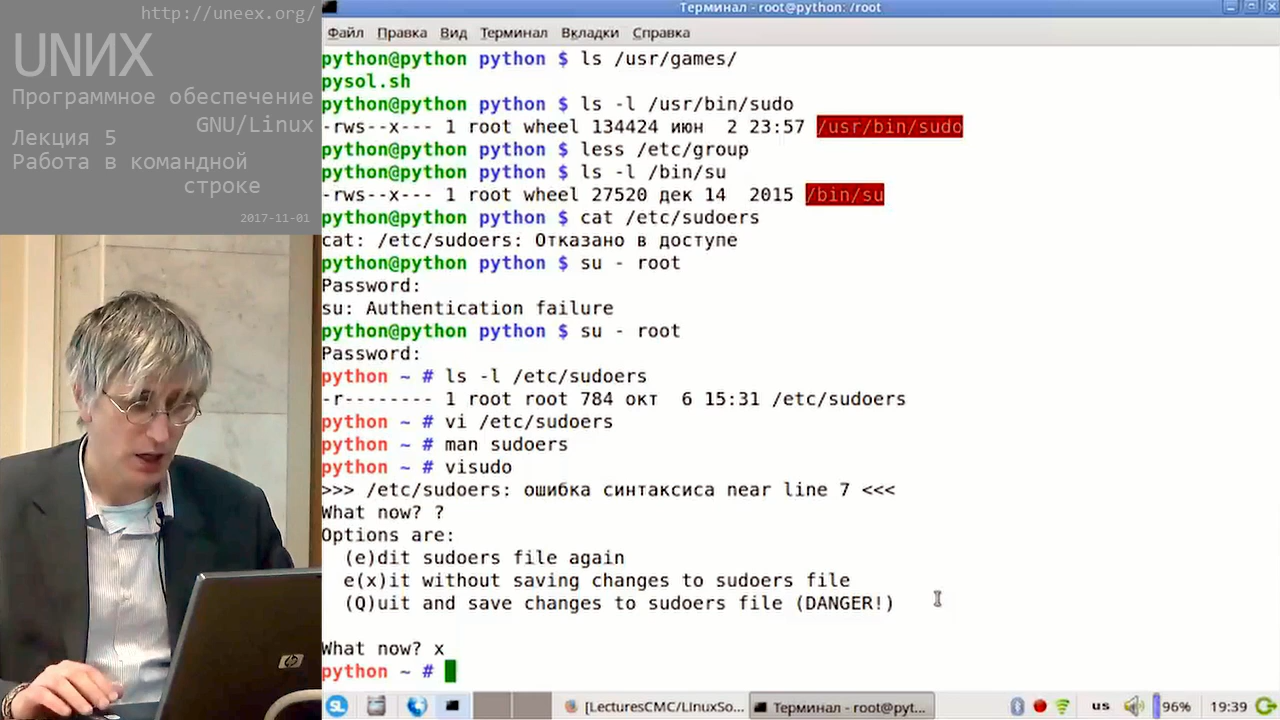 http://uneex.org/
UNИX
Программное обеспечение
GNU/Linux
Лекция 5
Работа в командной
строке
2017-11-01
Терминал - root@python: /root
Файл Правка Вид Терминал Вкладки Справка
python@python python $ ls /usr/games/
pysol.sh
python@python python $ ls -l /usr/bin/sudo
-rws--x--- 1 root wheel 134424 июн  2 23:57 /usr/bin/sudo
python@python python $ less /etc/group
python@python python $ ls -l /bin/su
-rws--x--- 1 root wheel 27520 дек 14  2015 /bin/su
python@python python $ cat /etc/sudoers
cat: /etc/sudoers: Отказано в доступе
python@python python $ su - root
Password:
su: Authentication failure
python@python python $ su - root
Password:
python ~ # ls -l /etc/sudoers
-r-------- 1 root root 784 окт  6 15:31 /etc/sudoers
python ~ # vi /etc/sudoers
python ~ # man sudoers
python ~ # visudo
>>> /etc/sudoers: ошибка синтаксиса near line 7 <<<
What now? ?
Options are:
  (e)dit sudoers file again
  e(x)it without saving changes to sudoers file
  (Q)uit and save changes to sudoers file (DANGER!)
What now? x
python ~ #
hp
SL [LecturesCMC/LinuxSo... Терминал - root@pyt... us 96% 19:39